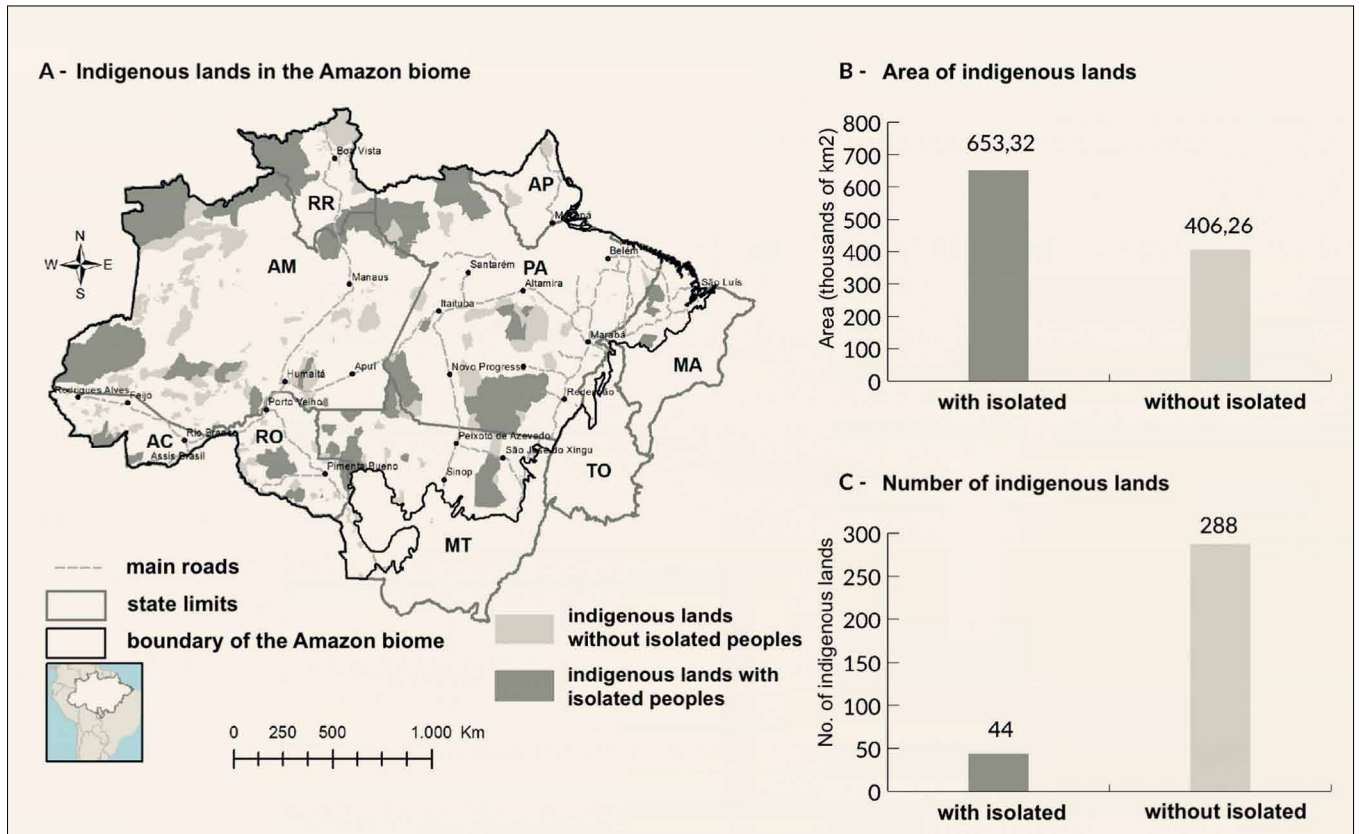 A - Indigenous lands in the Amazon biome
Boa Vista
RR
AP
Macapá
N
W E
S
AM
Manaus
Santarém
PA
Altamira
Belém
São Luís
Itaituba
Marabá
MA
Humaitá
Apuí
Novo Progresso
Redenção
Rodrigues Alves
Feijó
Porto Velho
AC
Rio Branco
Assis Brasil
RO
Pimenta Bueno
Peixoto de Azevedo
São José do Xingu
Sinop
TO
MT
main roads
state limits
boundary of the Amazon biome
indigenous lands
without isolated peoples
indigenous lands with
isolated peoples
0 250 500 1.000 Km
B - Area of indigenous lands
Area (thousands of km2)
800
700
600
500
400
300
200
100
0
653,32
406,26
with isolated without isolated
C - Number of indigenous lands
No. of indigenous lands
300
250
200
150
100
50
0
44
288
with isolated without isolated